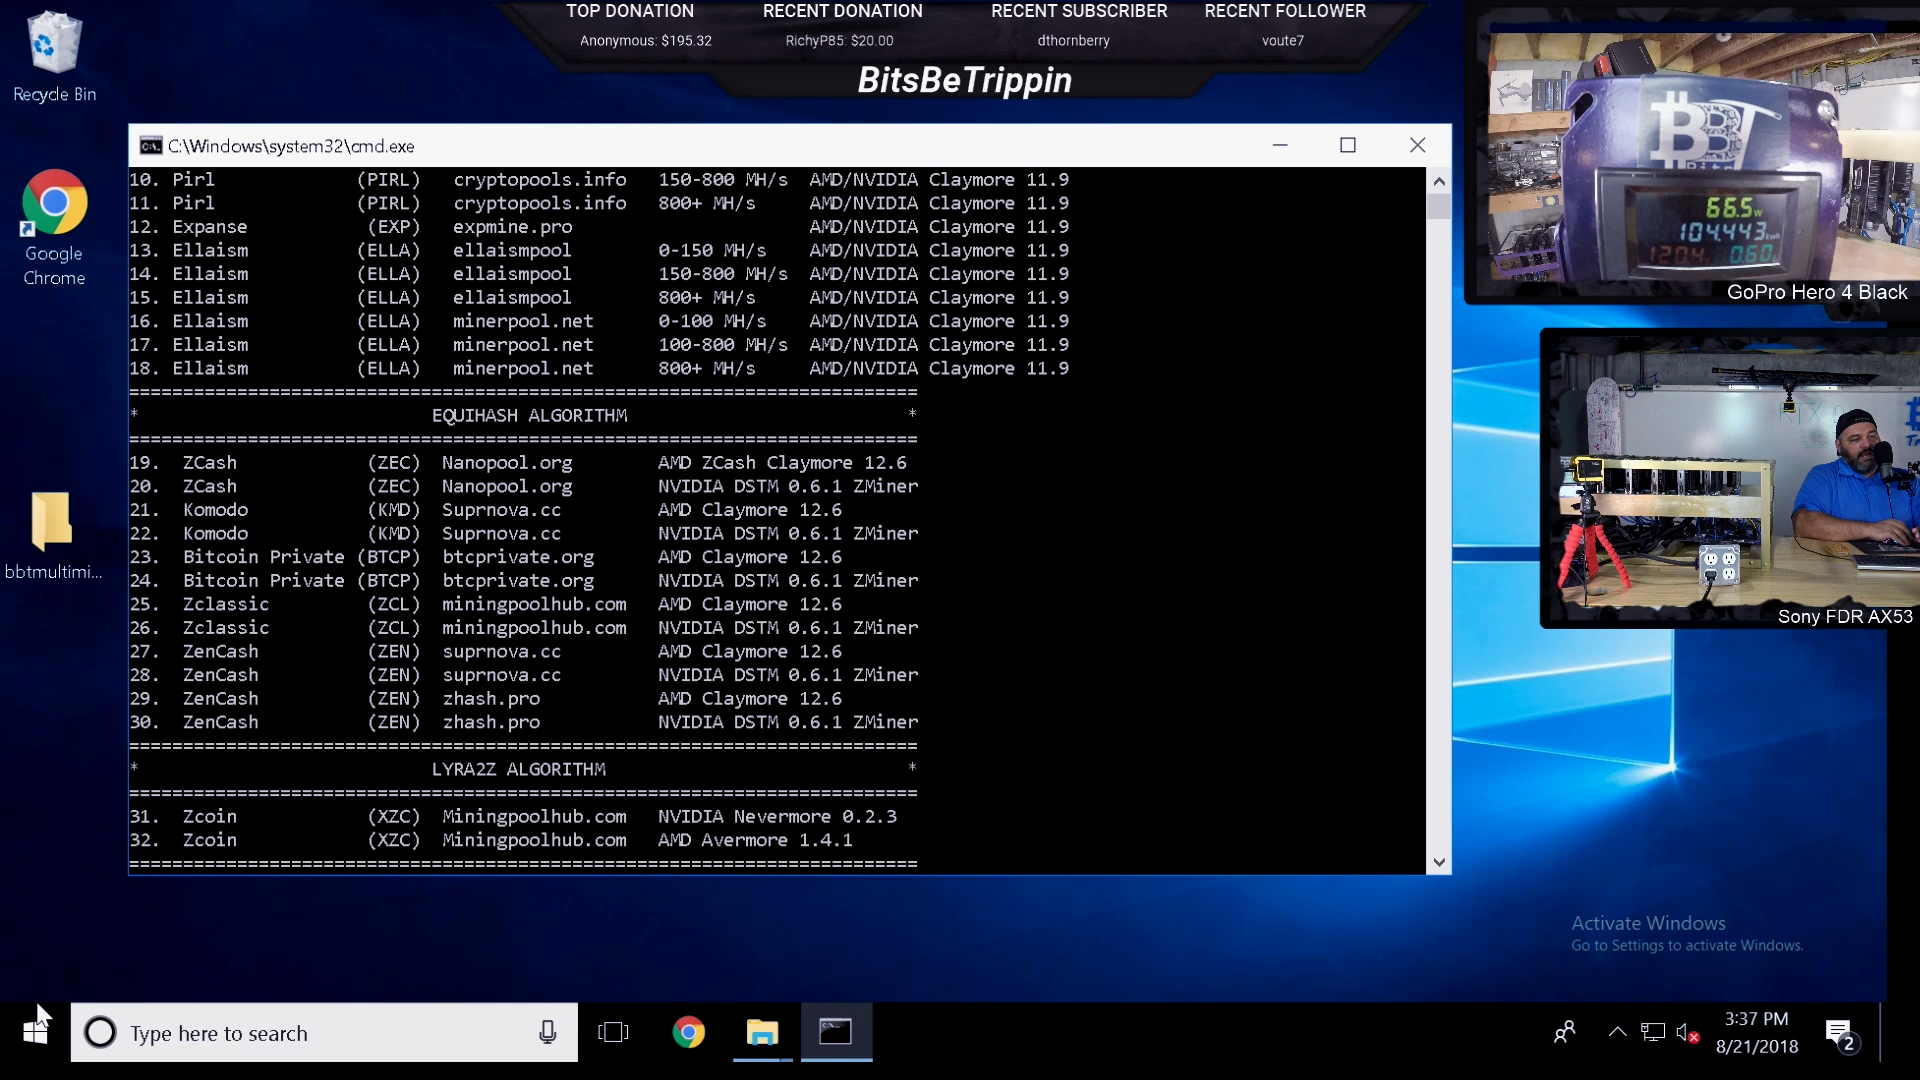 TOP DONATION RECENT DONATION RECENT SUBSCRIBER RECENT FOLLOWER
Anonymous: $195.32 RichyP85: $20.00 dthornberry voute7
BitsBeTrippin
Recycle Bin
Google
Chrome
bbtmultimi...
C:\Windows\system32\cmd.exe
10. Pirl (PIRL) cryptopools.info 150-800 MH/s AMD/NVIDIA Claymore 11.9
11. Pirl (PIRL) cryptopools.info 800+ MH/s AMD/NVIDIA Claymore 11.9
12. Expanse (EXP) expmine.pro AMD/NVIDIA Claymore 11.9
13. Ellaism (ELLA) ellaismpool 0-150 MH/s AMD/NVIDIA Claymore 11.9
14. Ellaism (ELLA) ellaismpool 150-800 MH/s AMD/NVIDIA Claymore 11.9
15. Ellaism (ELLA) ellaismpool 800+ MH/s AMD/NVIDIA Claymore 11.9
16. Ellaism (ELLA) minerpool.net 0-100 MH/s AMD/NVIDIA Claymore 11.9
17. Ellaism (ELLA) minerpool.net 100-800 MH/s AMD/NVIDIA Claymore 11.9
18. Ellaism (ELLA) minerpool.net 800+ MH/s AMD/NVIDIA Claymore 11.9
=========================================================================
* EQUIHASH ALGORITHM *
=========================================================================
19. ZCash (ZEC) Nanopool.org AMD ZCash Claymore 12.6
20. ZCash (ZEC) Nanopool.org NVIDIA DSTM 0.6.1 ZMiner
21. Komodo (KMD) Suprnova.cc AMD Claymore 12.6
22. Komodo (KMD) Suprnova.cc NVIDIA DSTM 0.6.1 ZMiner
23. Bitcoin Private (BTCP) btcprivate.org AMD Claymore 12.6
24. Bitcoin Private (BTCP) btcprivate.org NVIDIA DSTM 0.6.1 ZMiner
25. Zclassic (ZCL) miningpoolhub.com AMD Claymore 12.6
26. Zclassic (ZCL) miningpoolhub.com NVIDIA DSTM 0.6.1 ZMiner
27. ZenCash (ZEN) suprnova.cc AMD Claymore 12.6
28. ZenCash (ZEN) suprnova.cc NVIDIA DSTM 0.6.1 ZMiner
29. ZenCash (ZEN) zhash.pro AMD Claymore 12.6
30. ZenCash (ZEN) zhash.pro NVIDIA DSTM 0.6.1 ZMiner
=========================================================================
* LYRA2Z ALGORITHM *
=========================================================================
31. Zcoin (XZC) Miningpoolhub.com NVIDIA Nevermore 0.2.3
32. Zcoin (XZC) Miningpoolhub.com AMD Avermore 1.4.1
=========================================================================
66.5w
104.443
120.4 0.60
GoPro Hero 4 Black
Sony FDR AX53
Activate Windows
Go to Settings to activate Windows.
Type here to search
3:37 PM
8/21/2018
2